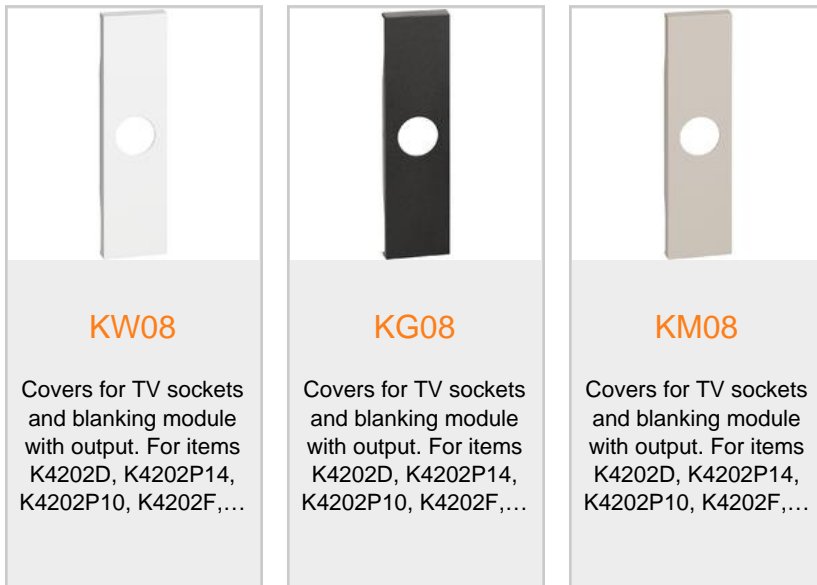 KW08
Covers for TV sockets
and blanking module
with output. For items
K4202D, K4202P14,
K4202P10, K4202F,…
KG08
Covers for TV sockets
and blanking module
with output. For items
K4202D, K4202P14,
K4202P10, K4202F,…
KM08
Covers for TV sockets
and blanking module
with output. For items
K4202D, K4202P14,
K4202P10, K4202F,…